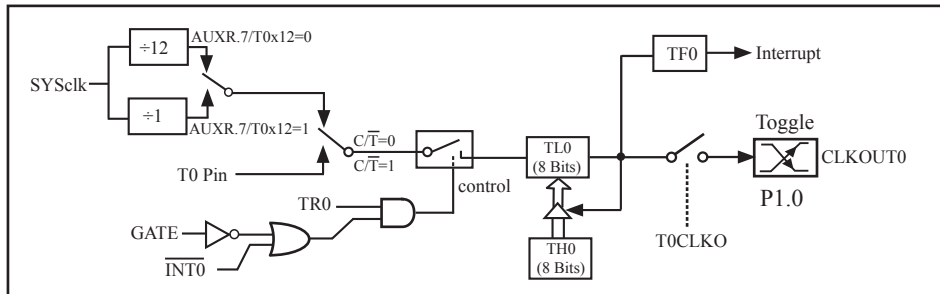 AUXR.7/T0x12=0
÷12
SYSclk
÷1
AUXR.7/T0x12=1
T0 Pin
C/T̅=0
C/T̅=1
control
TR0
GATE
I̅N̅T̅0̅
TL0
(8 Bits)
TH0
(8 Bits)
TF0
Interrupt
Toggle
CLKOUT0
P1.0
T0CLKO